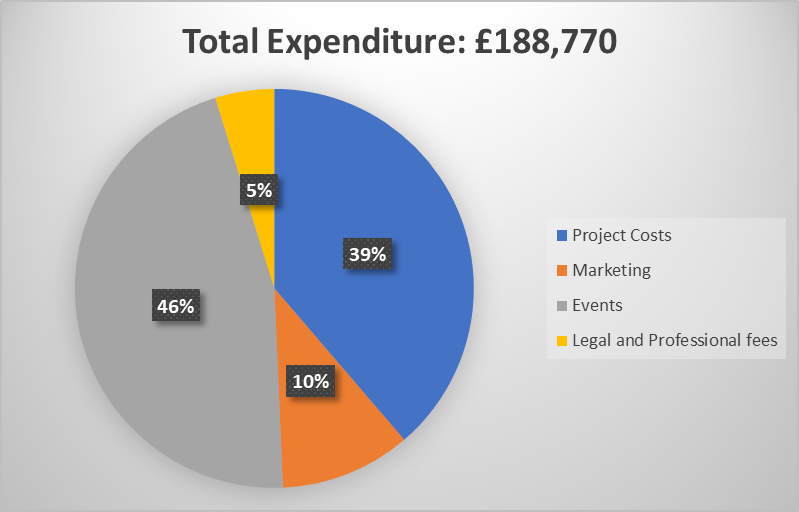 Total Expenditure: £188,770
5%
39%
46%
10%
Project Costs
Marketing
Events
Legal and Professional fees